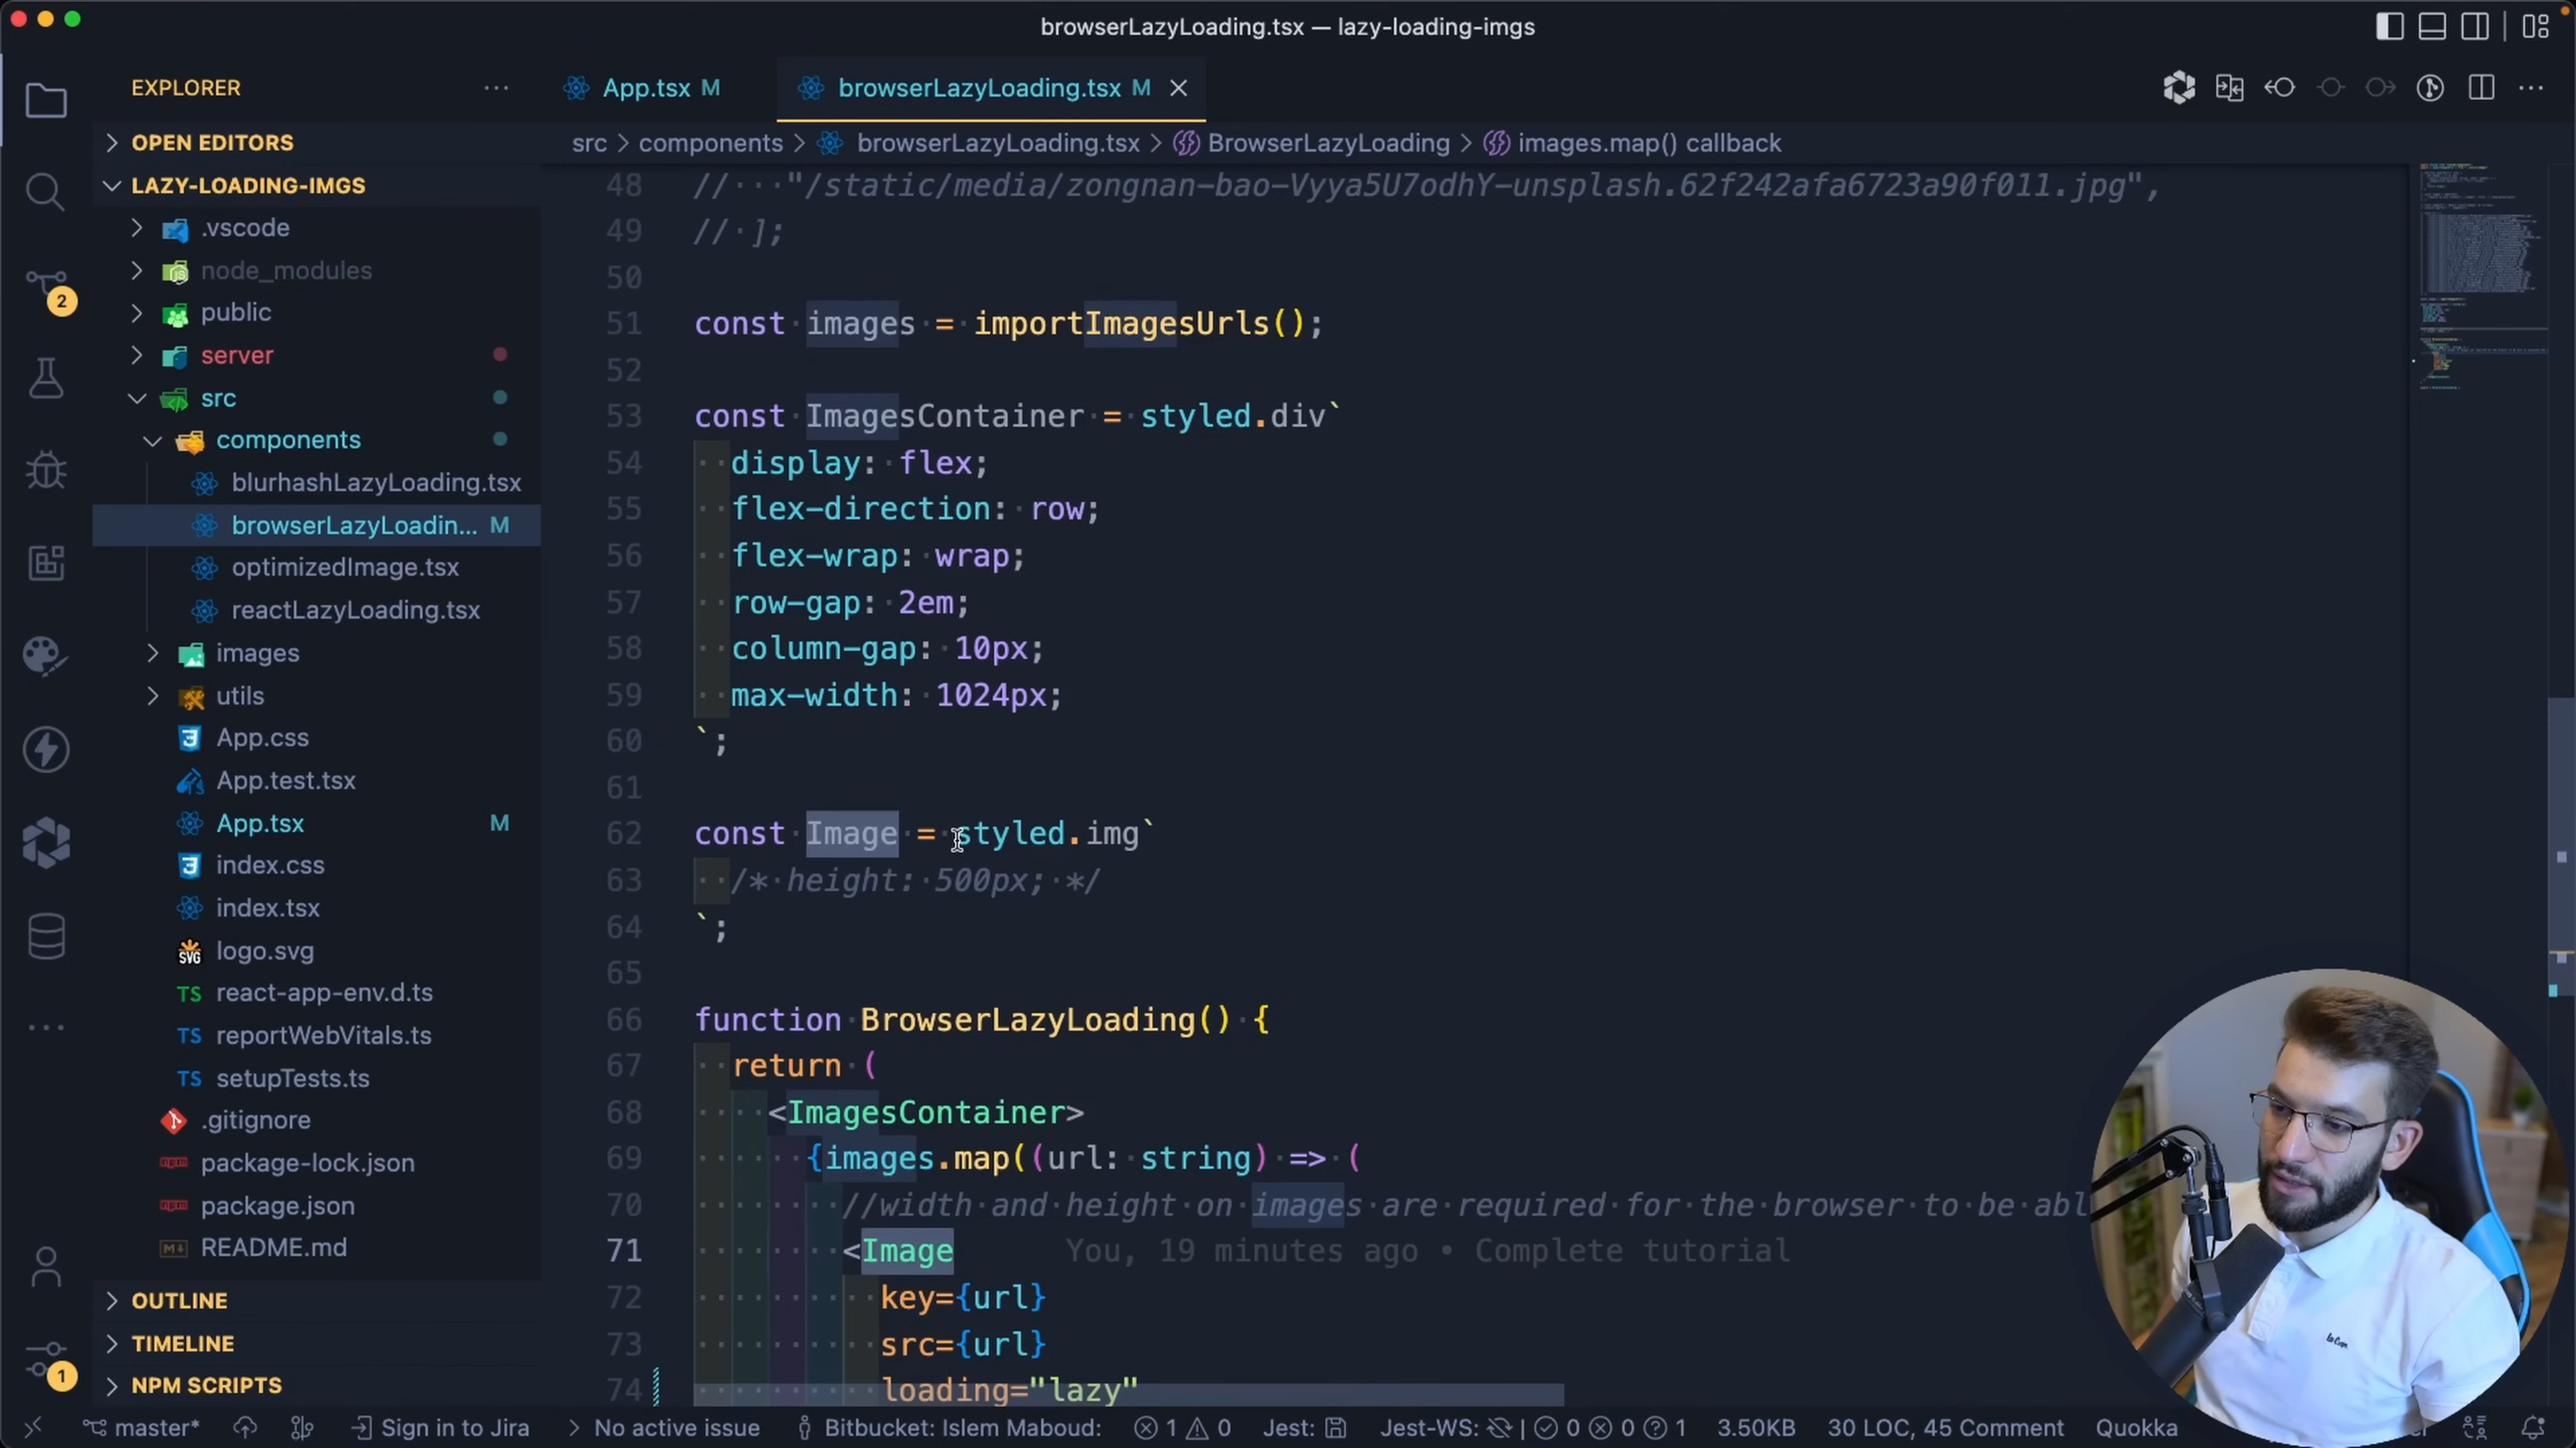 browserLazyLoading.tsx — lazy-loading-imgs
EXPLORER
App.tsx M
browserLazyLoading.tsx M
OPEN EDITORS
src > components > browserLazyLoading.tsx > BrowserLazyLoading > images.map() callback
LAZY-LOADING-IMGS
.vscode
node_modules
public
server
src
components
blurhashLazyLoading.tsx
browserLazyLoadin... M
optimizedImage.tsx
reactLazyLoading.tsx
images
utils
App.css
App.test.tsx
App.tsx M
index.css
index.tsx
logo.svg
TS react-app-env.d.ts
TS reportWebVitals.ts
TS setupTests.ts
.gitignore
package-lock.json
package.json
README.md
OUTLINE
TIMELINE
NPM SCRIPTS
2
1
48 // ··· "/static/media/zongnan-bao-Vyya5U7odhY-unsplash.62f242afa6723a90f011.jpg",
49 // ];
50
51 const images = importImagesUrls();
52
53 const ImagesContainer = styled.div`
54 display: flex;
55 flex-direction: row;
56 flex-wrap: wrap;
57 row-gap: 2em;
58 column-gap: 10px;
59 max-width: 1024px;
60 `;
61
62 const Image = styled.img`
63 /* height: 500px; */
64 `;
65
66 function BrowserLazyLoading() {
67 return (
68 <ImagesContainer>
69 {images.map((url: string) => (
70 //width and height on images are required for the browser to be abl
71 <Image You, 19 minutes ago • Complete tutorial
72 key={url}
73 src={url}
74 loading="lazy"
master* Sign in to Jira No active issue Bitbucket: Islem Maboud: 1 0 Jest: Jest-WS: | 0 0 1 3.50KB 30 LOC, 45 Comment Quokka